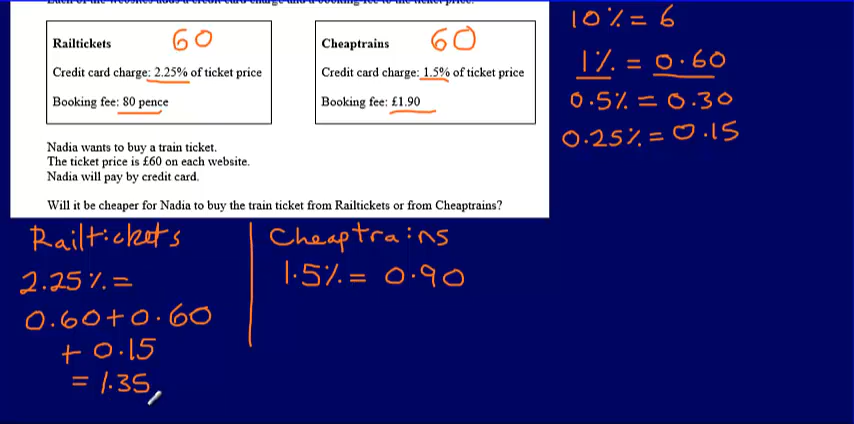 Each of the websites adds a credit card charge and a booking fee to the ticket price.
Railtickets 60
Credit card charge: 2.25% of ticket price
Booking fee: 80 pence
Cheaptrains 60
Credit card charge: 1.5% of ticket price
Booking fee: £1.90
Nadia wants to buy a train ticket.
The ticket price is £60 on each website.
Nadia will pay by credit card.
Will it be cheaper for Nadia to buy the train ticket from Railtickets or from Cheaptrains?
10% = 6
1% = 0.60
0.5% = 0.30
0.25% = 0.15
Railtickets
2.25% =
0.60 + 0.60
+ 0.15
= 1.35
Cheaptrains
1.5% = 0.90